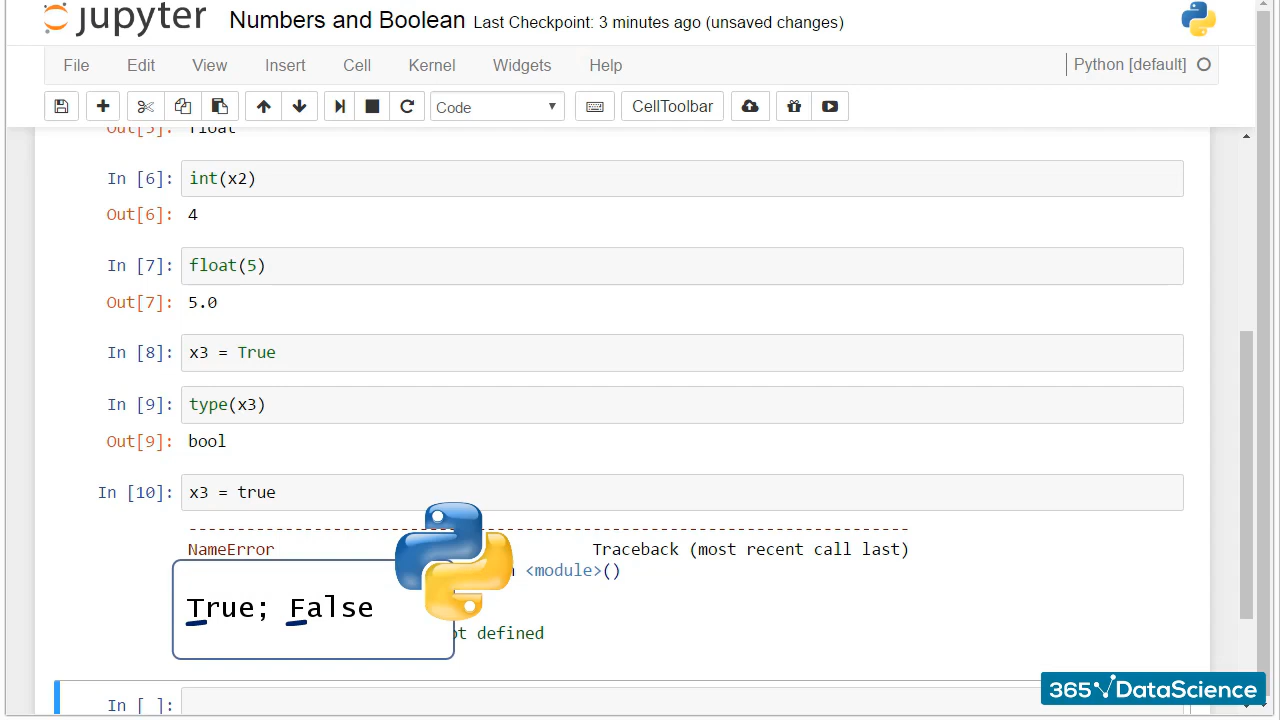 jupyter Numbers and Boolean Last Checkpoint: 3 minutes ago (unsaved changes)
File Edit View Insert Cell Kernel Widgets Help Python [default]
Code CellToolbar
Out[5]: float
In [6]: int(x2)
Out[6]: 4
In [7]: float(5)
Out[7]: 5.0
In [8]: x3 = True
In [9]: type(x3)
Out[9]: bool
In [10]: x3 = true
---------------------------------------------------------------------------
NameError Traceback (most recent call last)
<module>()
True; False
defined
In [ ]:
365 DataScience